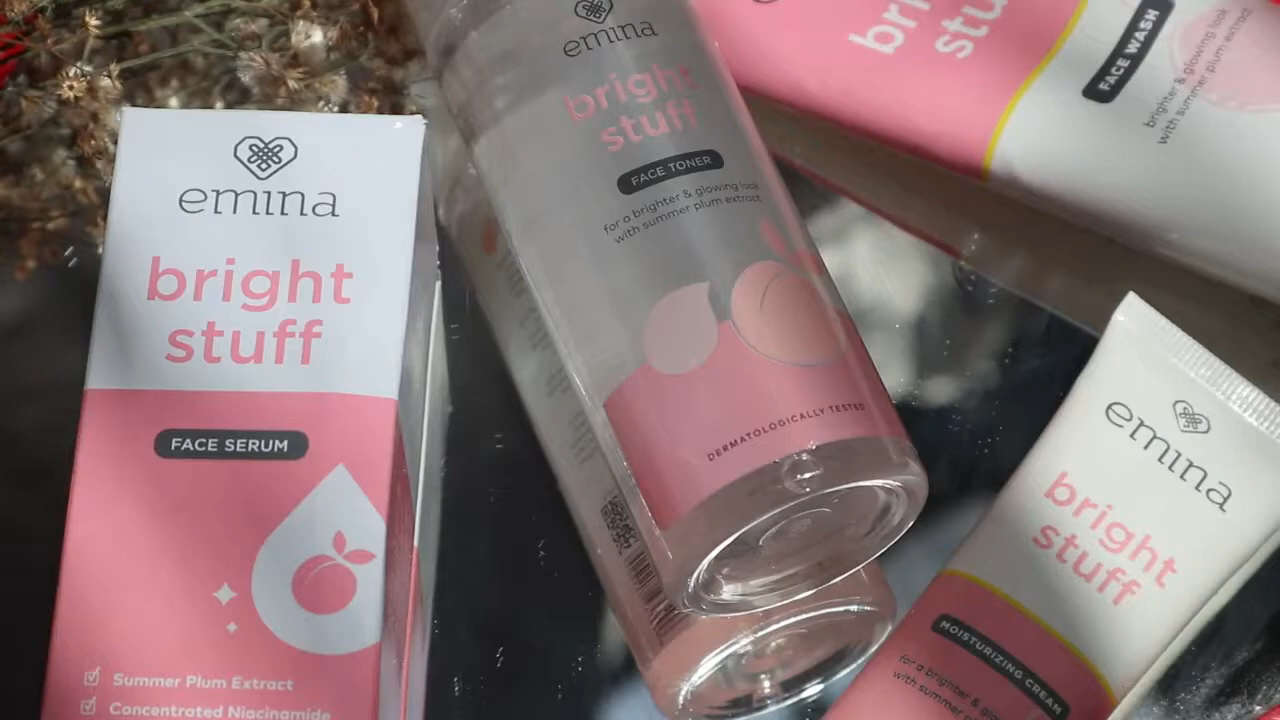 emina
bright
stuff
FACE SERUM
Summer Plum Extract
Concentrated Niacinamide
emina
bright
stuff
FACE TONER
for a brighter & glowing look
with summer plum extract
DERMATOLOGICALLY TESTED
stu
FACE WASH
brighter & glowing look
with summer plum extract
emina
bright
stuff
MOISTURIZING CREAM
for a brighter &
with summer